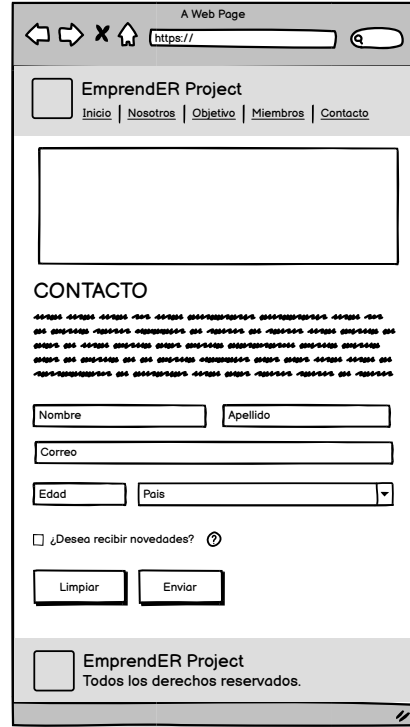 A Web Page
https://
EmprendER Project
Inicio | Nosotros | Objetivo | Miembros | Contacto
CONTACTO
Nombre
Apellido
Correo
Edad
Pais
¿Desea recibir novedades? ?
Limpiar
Enviar
EmprendER Project
Todos los derechos reservados.